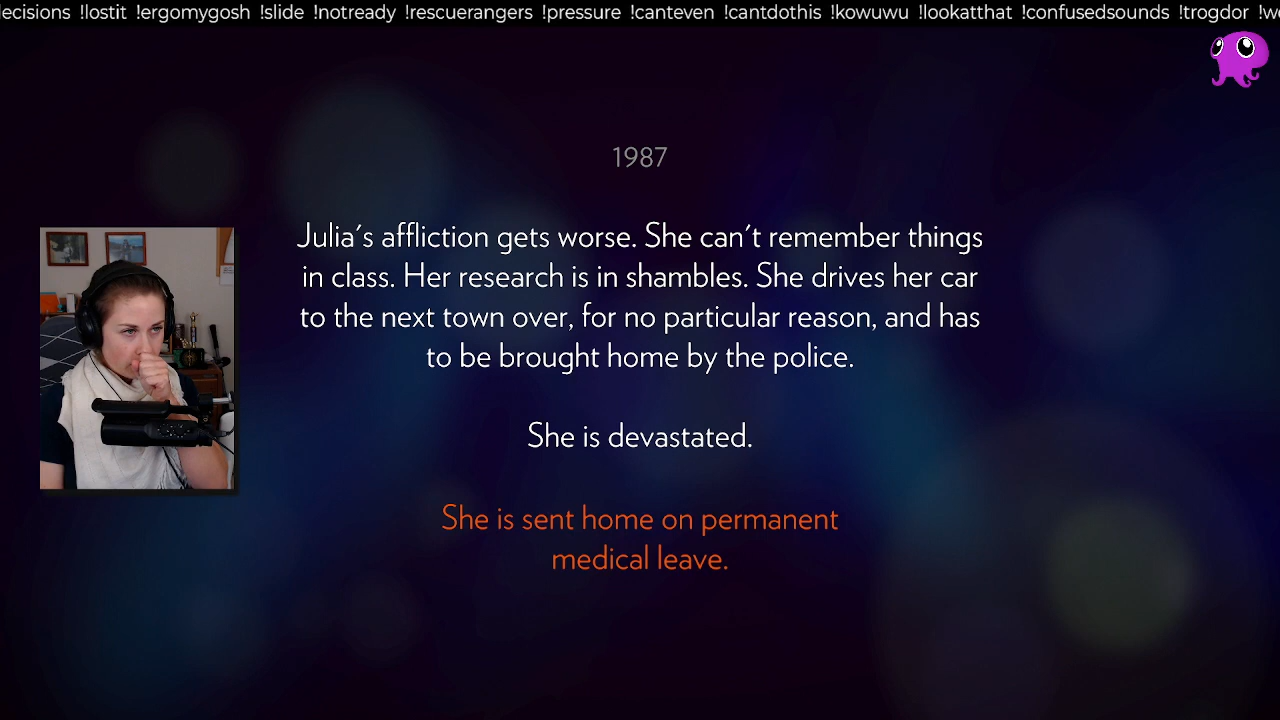 !lostit !ergomygosh !slide !notready !rescuerangers !pressure !canteven !cantdothis !kowuwu !lookatthat !confusedsounds !trogdor
1987
Julia's affliction gets worse. She can't remember things
in class. Her research is in shambles. She drives her car
to the next town over, for no particular reason, and has
to be brought home by the police.
She is devastated.
She is sent home on permanent
medical leave.